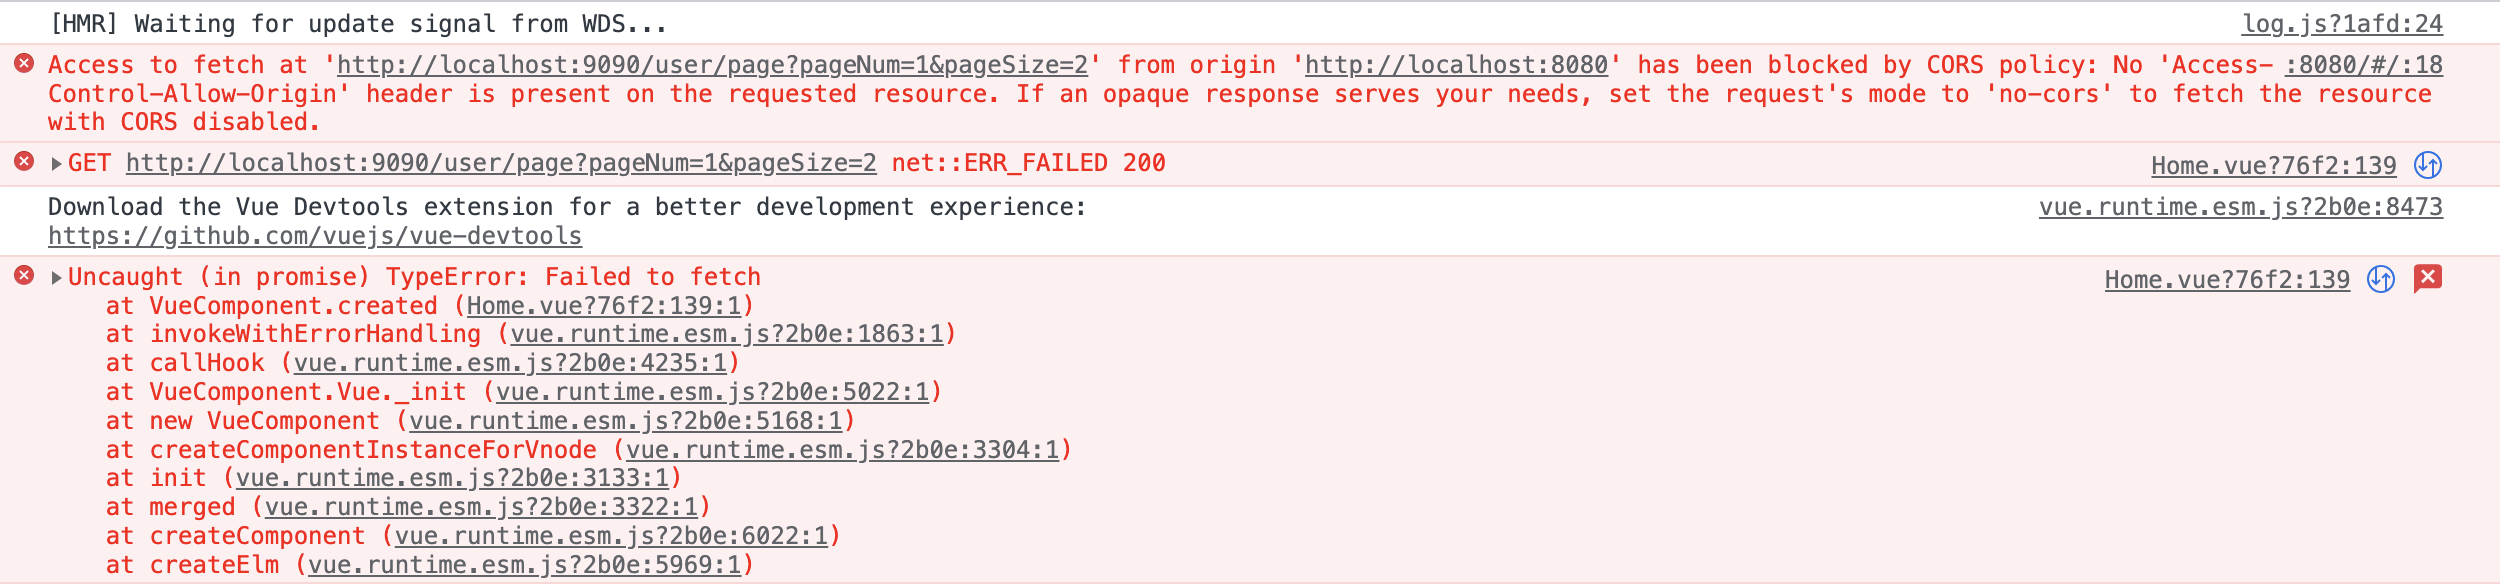 [HMR] Waiting for update signal from WDS... log.js?1afd:24
Access to fetch at 'http://localhost:9090/user/page?pageNum=1&pageSize=2' from origin 'http://localhost:8080' has been blocked by CORS policy: No 'Access- :8080/#/:18
Control-Allow-Origin' header is present on the requested resource. If an opaque response serves your needs, set the request's mode to 'no-cors' to fetch the resource
with CORS disabled.
GET http://localhost:9090/user/page?pageNum=1&pageSize=2 net::ERR_FAILED 200 Home.vue?76f2:139
Download the Vue Devtools extension for a better development experience: vue.runtime.esm.js?2b0e:8473
https://github.com/vuejs/vue-devtools
Uncaught (in promise) TypeError: Failed to fetch Home.vue?76f2:139
at VueComponent.created (Home.vue?76f2:139:1)
at invokeWithErrorHandling (vue.runtime.esm.js?2b0e:1863:1)
at callHook (vue.runtime.esm.js?2b0e:4235:1)
at VueComponent.Vue._init (vue.runtime.esm.js?2b0e:5022:1)
at new VueComponent (vue.runtime.esm.js?2b0e:5168:1)
at createComponentInstanceForVnode (vue.runtime.esm.js?2b0e:3304:1)
at init (vue.runtime.esm.js?2b0e:3133:1)
at merged (vue.runtime.esm.js?2b0e:3322:1)
at createComponent (vue.runtime.esm.js?2b0e:6022:1)
at createElm (vue.runtime.esm.js?2b0e:5969:1)